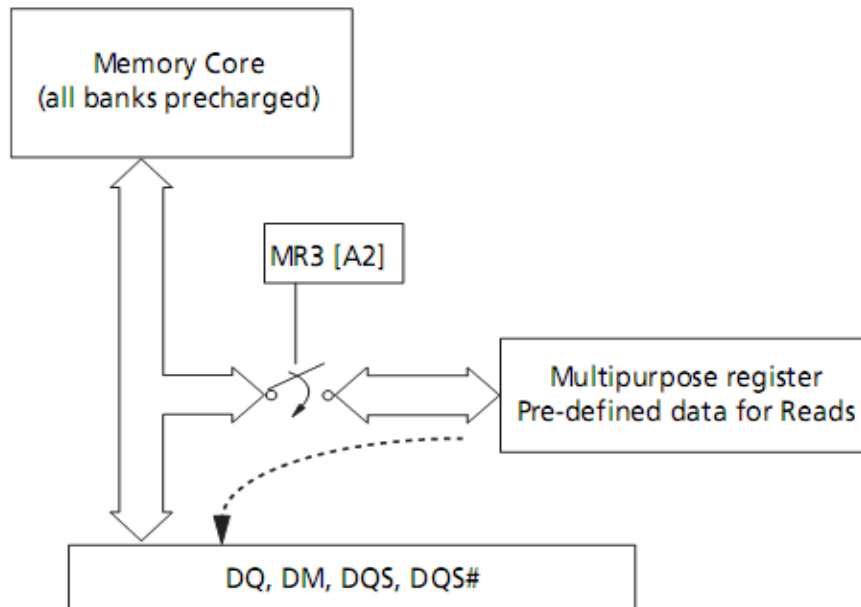 Memory Core
(all banks precharged)
MR3 [A2]
Multipurpose register
Pre-defined data for Reads
DQ, DM, DQS, DQS#